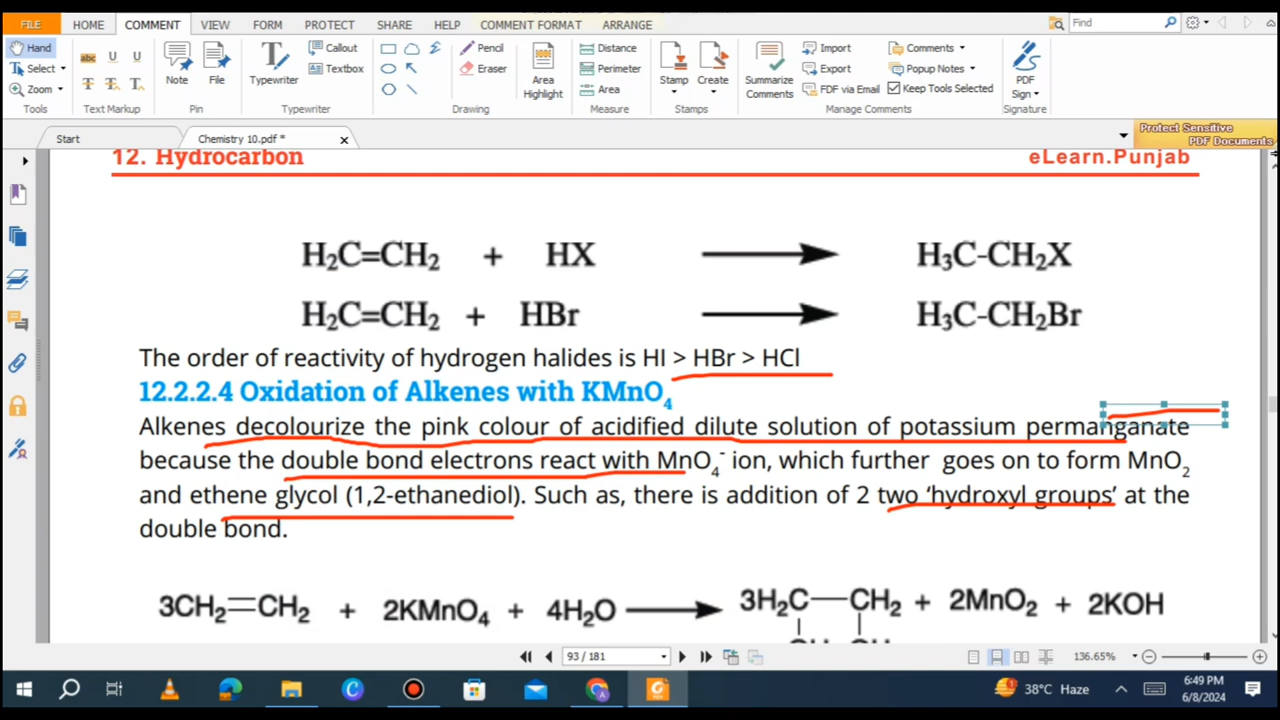 FILE HOME COMMENT VIEW FORM PROTECT SHARE HELP COMMENT FORMAT ARRANGE Find
Hand Select Zoom Tools
abc U U T T T Text Markup
Note File Pin
Typewriter Callout Textbox Typewriter
Pencil Eraser Drawing
Area Highlight
Distance Perimeter Area Measure
Stamp Create Stamps
Summarize Comments Import Export FDF via Email Comments Popup Notes Keep Tools Selected Manage Comments
PDF Sign Signature
Start Chemistry 10.pdf * Protect Sensitive PDF Documents
12. Hydrocarbon eLearn.Punjab
H₂C=CH₂ + HX ⟶ H₃C-CH₂X
H₂C=CH₂ + HBr ⟶ H₃C-CH₂Br
The order of reactivity of hydrogen halides is HI > HBr > HCl
12.2.2.4 Oxidation of Alkenes with KMnO₄
Alkenes decolourize the pink colour of acidified dilute solution of potassium permanganate
because the double bond electrons react with MnO₄⁻ ion, which further goes on to form MnO₂
and ethene glycol (1,2-ethanediol). Such as, there is addition of 2 two ‘hydroxyl groups’ at the
double bond.
3CH₂=CH₂ + 2KMnO₄ + 4H₂O ⟶ 3H₂C—CH₂ + 2MnO₂ + 2KOH
93 / 181 136.65%
38°C Haze 6:49 PM
6/8/2024